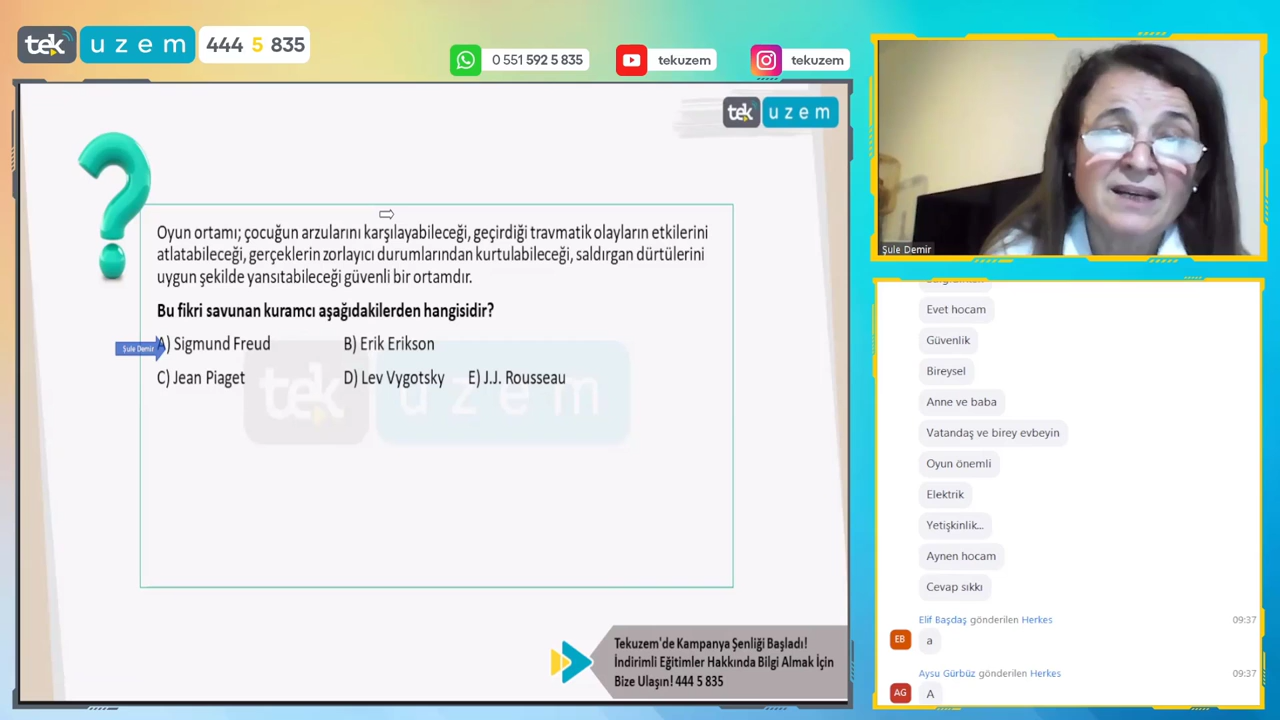 tek uzem 444 5 835
0 551 592 5 835
tekuzem
tekuzem
tek uzem
Oyun ortamı; çocuğun arzularını karşılayabileceği, geçirdiği travmatik olayların etkilerini
atlatabileceği, gerçeklerin zorlayıcı durumlarından kurtulabileceği, saldırgan dürtülerini
uygun şekilde yansıtabileceği güvenli bir ortamdır.
Bu fikri savunan kuramcı aşağıdakilerden hangisidir?
Şule Demir
A) Sigmund Freud B) Erik Erikson
C) Jean Piaget D) Lev Vygotsky E) J.J. Rousseau
tek uzem
Tekuzem'de Kampanya Şenliği Başladı!
İndirimli Eğitimler Hakkında Bilgi Almak İçin
Bize Ulaşın! 444 5 835
Şule Demir
Evet hocam
Güvenlik
Bireysel
Anne ve baba
Vatandaş ve birey evbeyin
Oyun önemli
Elektrik
Yetişkinlik...
Aynen hocam
Cevap sıkkı
Elif Başdaş gönderilen Herkes 09:37
EB a
Aysu Gürbüz gönderilen Herkes 09:37
AG A